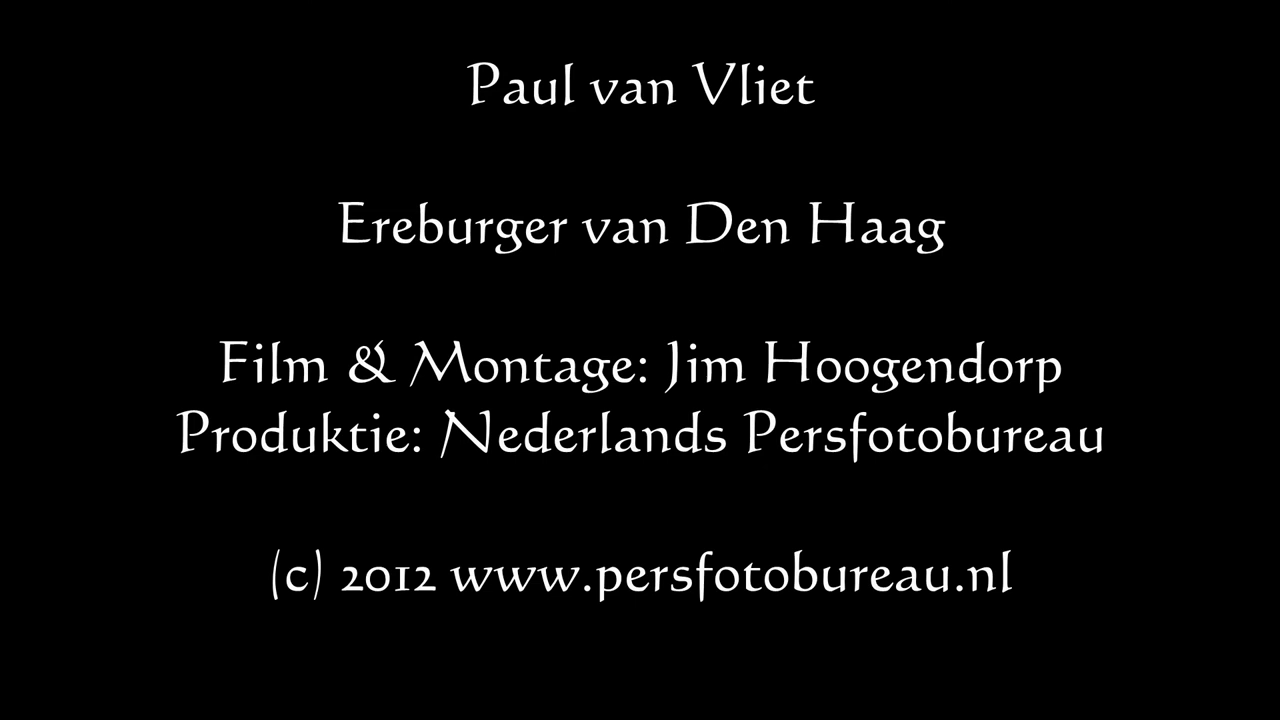 Paul van Vliet
Ereburger van Den Haag
Film & Montage: Jim Hoogendorp
Produktie: Nederlands Persfotobureau
(c) 2012 www.persfotobureau.nl